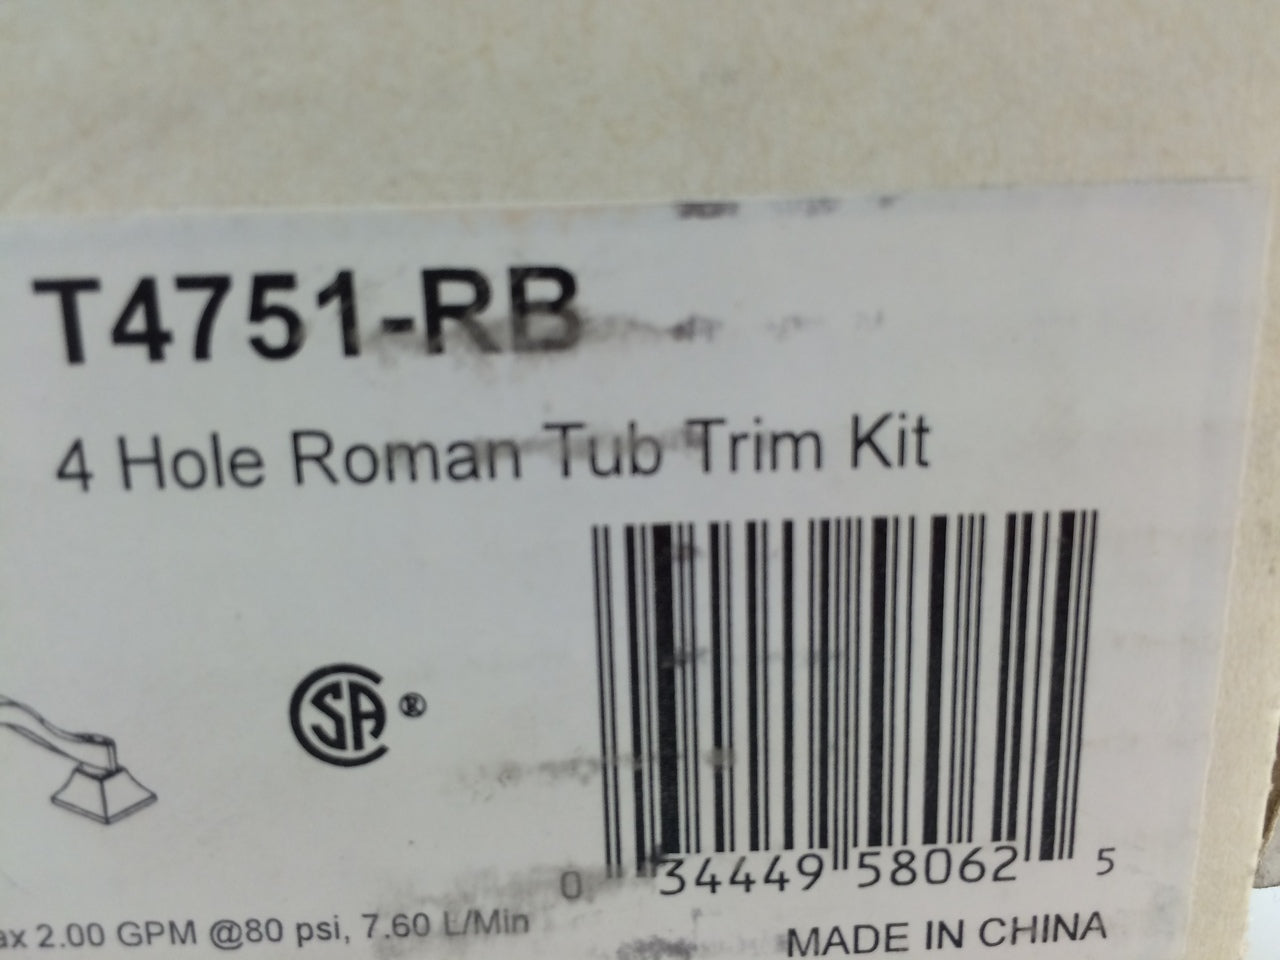 T4751-RB
4 Hole Roman Tub Trim Kit
SA ®
0 34449 58062 5
2.00 GPM @80 psi, 7.60 L/Min
MADE IN CHINA